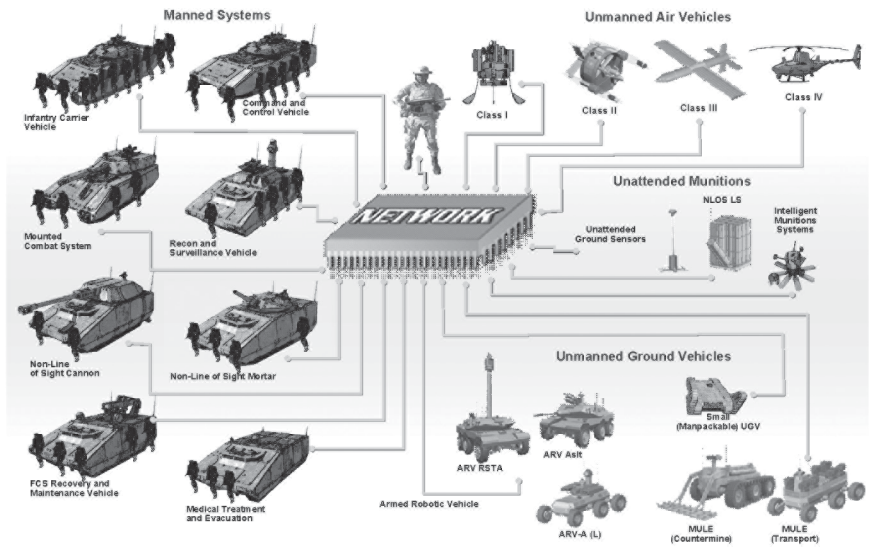 Manned Systems
Unmanned Air Vehicles
Infantry Carrier
Vehicle
Command and
Control Vehicle
Class I
Class II
Class III
Class IV
Mounted
Combat System
Recon and
Surveillance Vehicle
NETWORK
Unattended Munitions
Unattended
Ground Sensors
NLOS LS
Intelligent
Munitions
Systems
Non-Line
of Sight Cannon
Non-Line of Sight Mortar
Unmanned Ground Vehicles
ARV RSTA
ARV Aslt
Small
(Manpackable) UGV
FCS Recovery and
Maintenance Vehicle
Medical Treatment
and Evacuation
Armed Robotic Vehicle
ARV-A (L)
MULE
(Countermine)
MULE
(Transport)